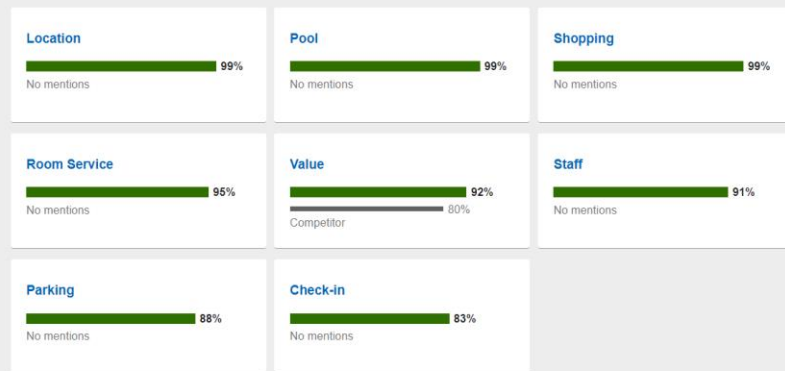 Location
99%
No mentions
Pool
99%
No mentions
Shopping
99%
No mentions
Room Service
95%
No mentions
Value
92%
80%
Competitor
Staff
91%
No mentions
Parking
88%
No mentions
Check-in
83%
No mentions